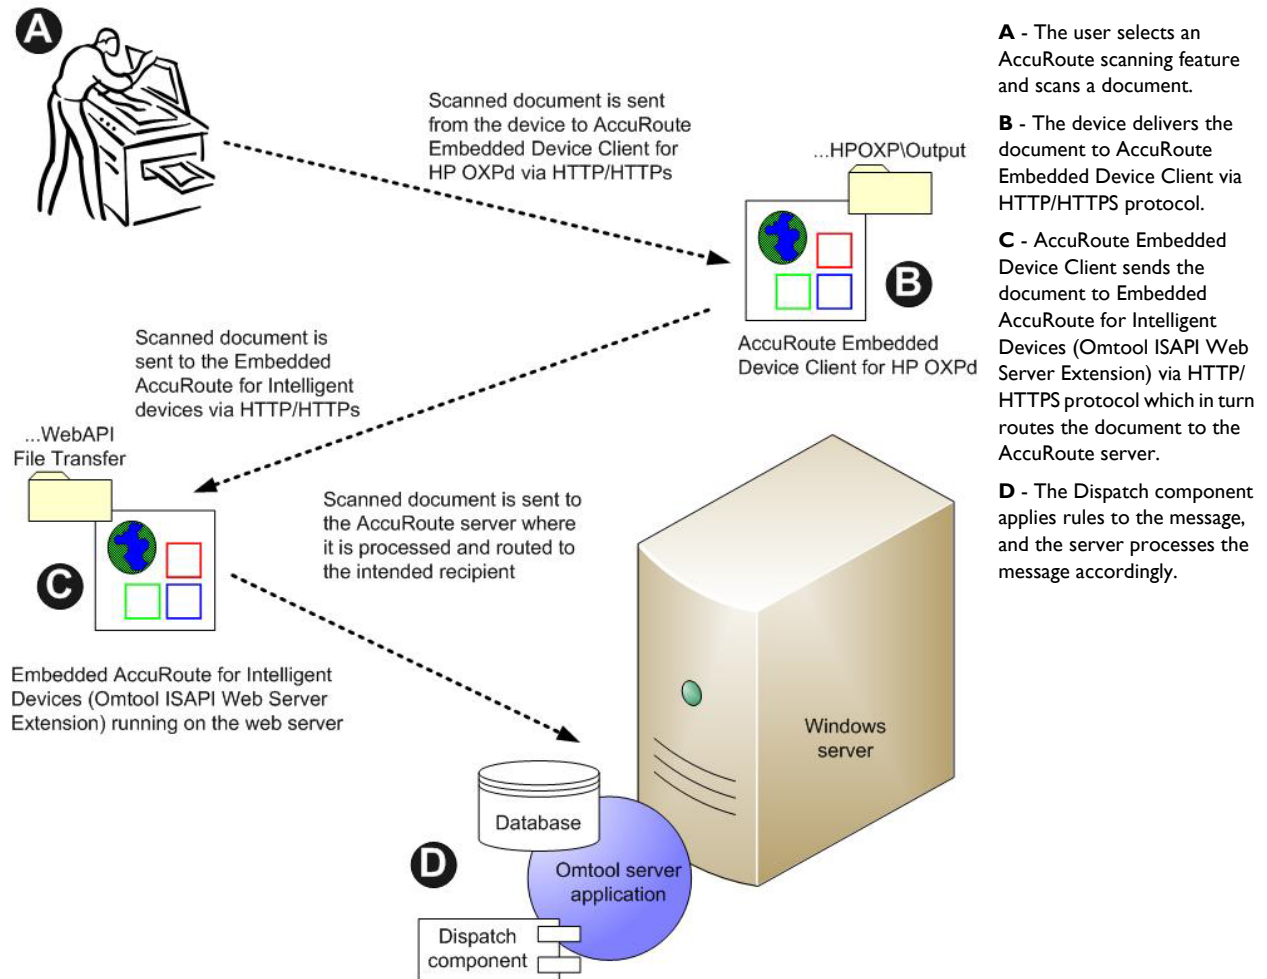 A
Scanned document is sent
from the device to AccuRoute
Embedded Device Client for
HP OXPd via HTTP/HTTPs
...HPOXP\Output
B
AccuRoute Embedded
Device Client for HP OXPd
Scanned document is
sent to the Embedded
AccuRoute for Intelligent
devices via HTTP/HTTPs
...WebAPI
File Transfer
C
Embedded AccuRoute for Intelligent
Devices (Omtool ISAPI Web Server
Extension) running on the web server
Scanned document is sent to
the AccuRoute server where
it is processed and routed to
the intended recipient
Windows
server
Database
D
Omtool server
application
Dispatch
component
A - The user selects an
AccuRoute scanning feature
and scans a document.
B - The device delivers the
document to AccuRoute
Embedded Device Client via
HTTP/HTTPS protocol.
C - AccuRoute Embedded
Device Client sends the
document to Embedded
AccuRoute for Intelligent
Devices (Omtool ISAPI Web
Server Extension) via HTTP/
HTTPS protocol which in turn
routes the document to the
AccuRoute server.
D - The Dispatch component
applies rules to the message,
and the server processes the
message accordingly.